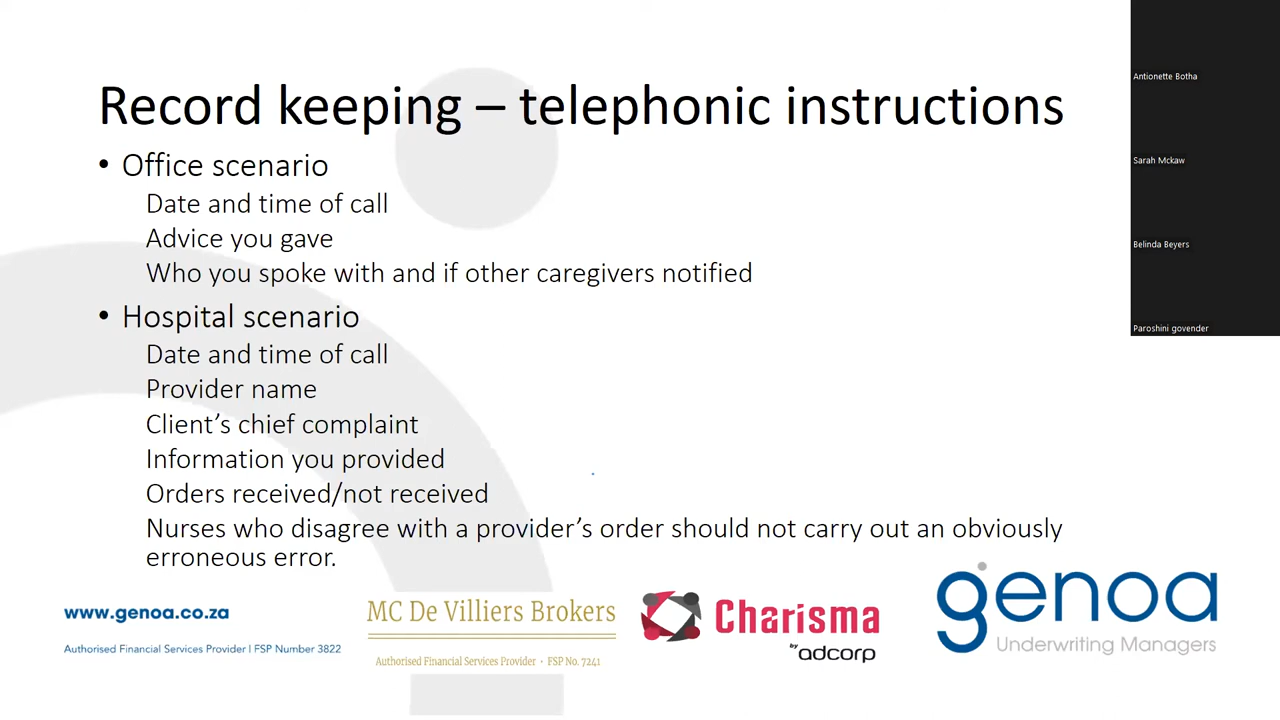 Record keeping – telephonic instructions
• Office scenario
Date and time of call
Advice you gave
Who you spoke with and if other caregivers notified
• Hospital scenario
Date and time of call
Provider name
Client’s chief complaint
Information you provided
Orders received/not received
Nurses who disagree with a provider’s order should not carry out an obviously
erroneous error.
www.genoa.co.za
Authorised Financial Services Provider | FSP Number 3822
MC De Villiers Brokers
Authorised Financial Services Provider • FSP No. 7241
Charisma
by adcorp
genoa
Underwriting Managers
Antionette Botha
Sarah Mckaw
Belinda Beyers
Paroshini govender